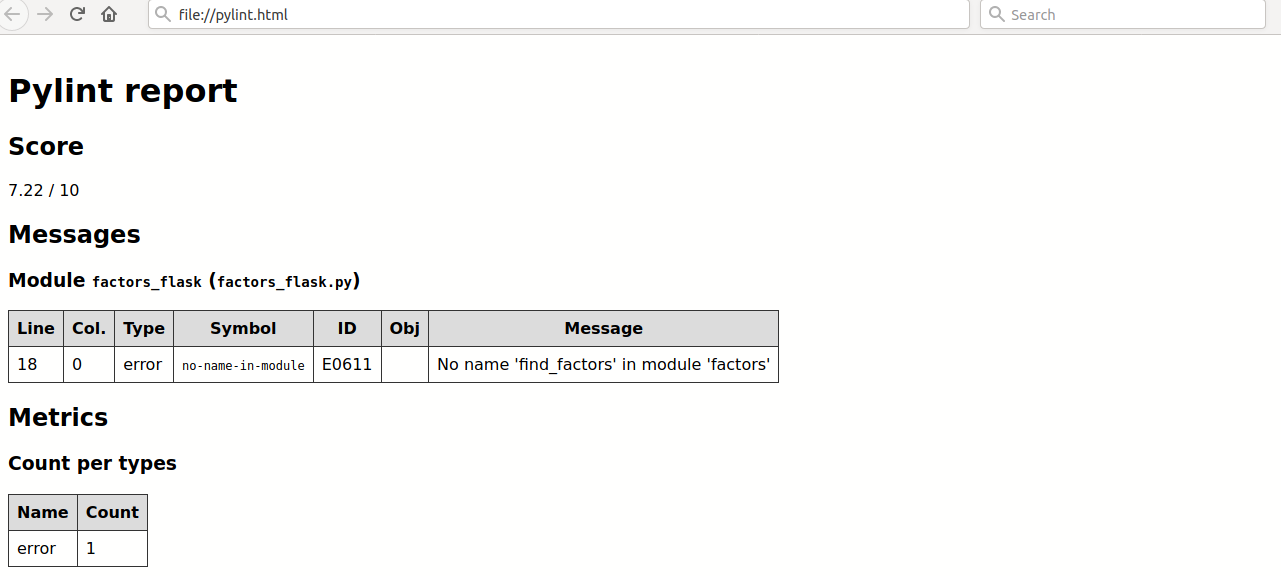 file://pylint.html
Search
Pylint report
Score
7.22 / 10
Messages
Module factors_flask (factors_flask.py)
Line Col. Type Symbol ID Obj Message
18 0 error no-name-in-module E0611 No name 'find_factors' in module 'factors'
Metrics
Count per types
Name Count
error 1